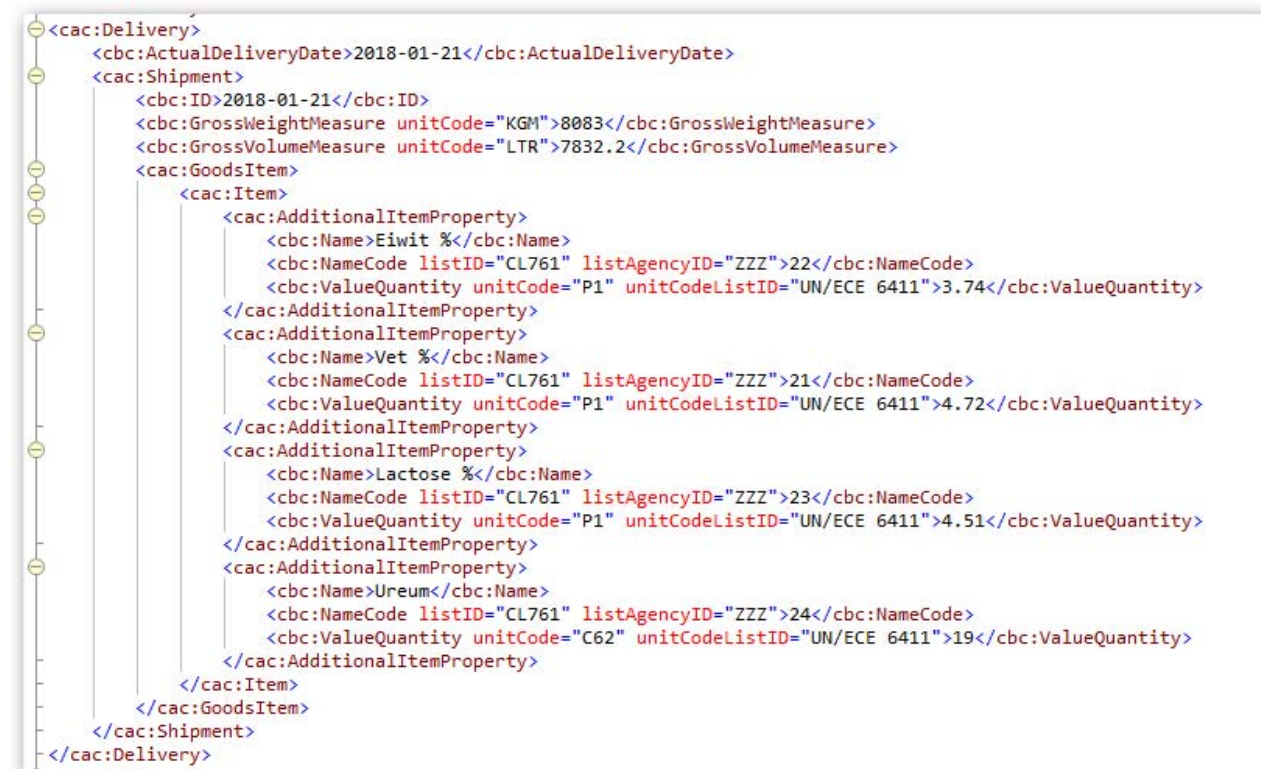 <cac:Delivery>
<cbc:ActualDeliveryDate>2018-01-21</cbc:ActualDeliveryDate>
<cac:Shipment>
<cbc:ID>2018-01-21</cbc:ID>
<cbc:GrossWeightMeasure unitCode="KGM">8083</cbc:GrossWeightMeasure>
<cbc:GrossVolumeMeasure unitCode="LTR">7832.2</cbc:GrossVolumeMeasure>
<cac:GoodsItem>
<cac:Item>
<cac:AdditionalItemProperty>
<cbc:Name>Eiwit %</cbc:Name>
<cbc:NameCode listID="CL761" listAgencyID="ZZZ">22</cbc:NameCode>
<cbc:ValueQuantity unitCode="P1" unitCodeListID="UN/ECE 6411">3.74</cbc:ValueQuantity>
</cac:AdditionalItemProperty>
<cac:AdditionalItemProperty>
<cbc:Name>Vet %</cbc:Name>
<cbc:NameCode listID="CL761" listAgencyID="ZZZ">21</cbc:NameCode>
<cbc:ValueQuantity unitCode="P1" unitCodeListID="UN/ECE 6411">4.72</cbc:ValueQuantity>
</cac:AdditionalItemProperty>
<cac:AdditionalItemProperty>
<cbc:Name>Lactose %</cbc:Name>
<cbc:NameCode listID="CL761" listAgencyID="ZZZ">23</cbc:NameCode>
<cbc:ValueQuantity unitCode="P1" unitCodeListID="UN/ECE 6411">4.51</cbc:ValueQuantity>
</cac:AdditionalItemProperty>
<cac:AdditionalItemProperty>
<cbc:Name>Ureum</cbc:Name>
<cbc:NameCode listID="CL761" listAgencyID="ZZZ">24</cbc:NameCode>
<cbc:ValueQuantity unitCode="C62" unitCodeListID="UN/ECE 6411">19</cbc:ValueQuantity>
</cac:AdditionalItemProperty>
</cac:Item>
</cac:GoodsItem>
</cac:Shipment>
</cac:Delivery>